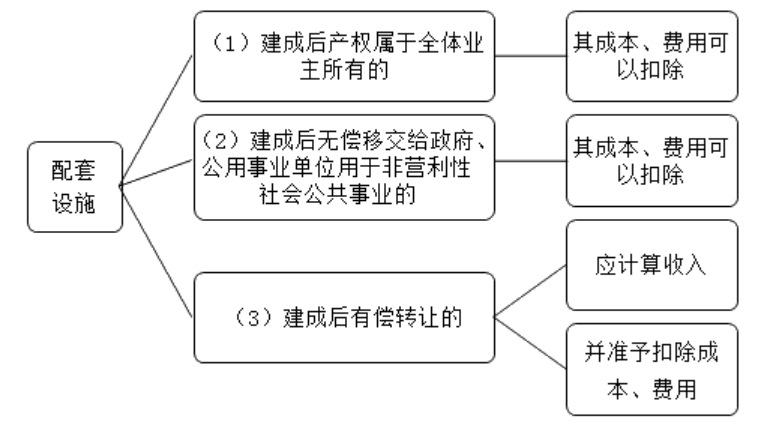 配套
设施
（1）建成后产权属于全体业
主所有的
其成本、费用可
以扣除
（2）建成后无偿移交给政府、
公用事业单位用于非营利性
社会公共事业的
其成本、费用可
以扣除
（3）建成后有偿转让的
应计算收入
并准予扣除成
本、费用